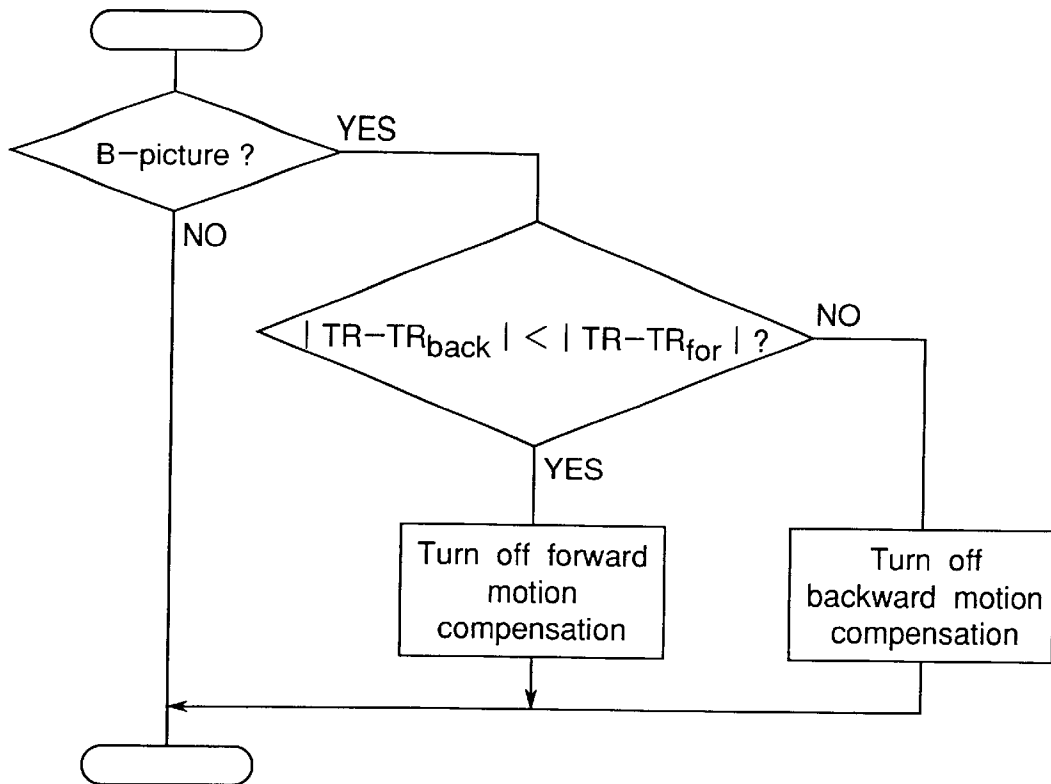 B−picture ?
YES
NO
| TR−TRback | < | TR−TRfor | ?
NO
YES
Turn off forward
motion
compensation
Turn off
backward motion
compensation